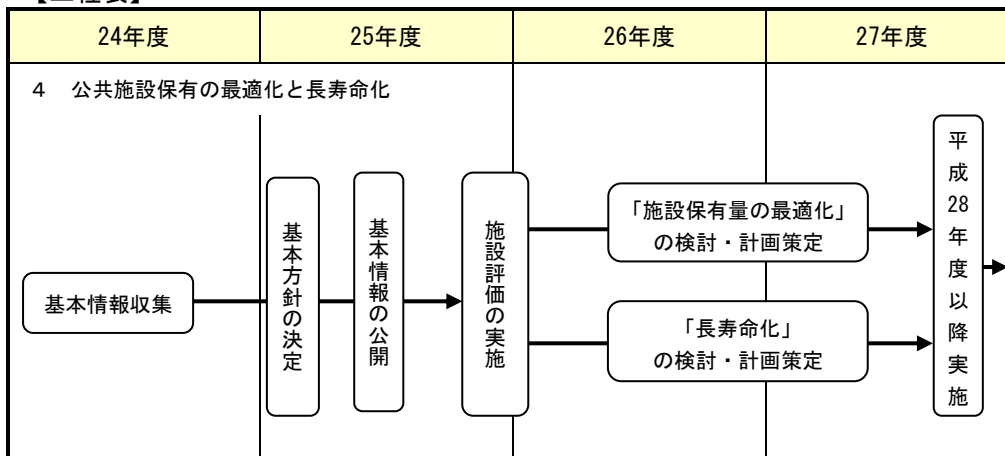 24年度
25年度
26年度
27年度
4 公共施設保有の最適化と長寿命化
基本情報収集
基本方針の決定
基本情報の公開
施設評価の実施
「施設保有量の最適化」
の検討・計画策定
「長寿命化」
の検討・計画策定
平成28年度以降実施